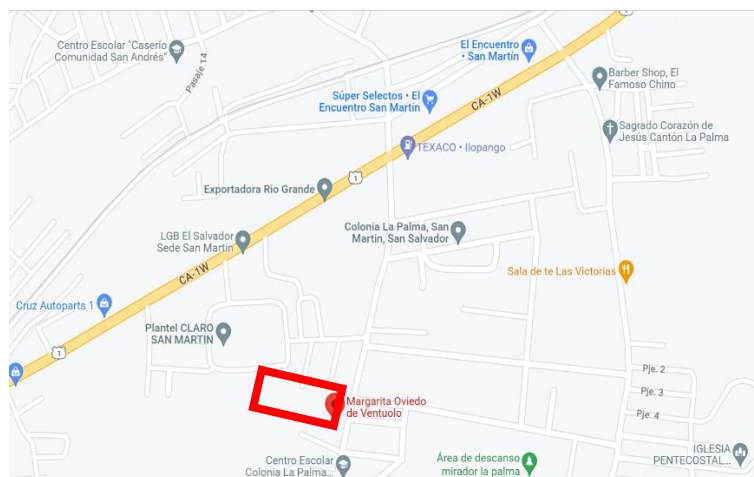 Centro Escolar "Caserío
Comunidad San Andrés"
Pasaje 14
El Encuentro
• San Martín
1
Barber Shop, El
Famoso Chino
Súper Selectos • El
Encuentro San Martín
CA-1W
Sagrado Corazón de
Jesús Cantón La Palma
TEXACO • Ilopango
1
Exportadora Rio Grande
LGB El Salvador
Sede San Martin
Colonia La Palma, San
Martin, San Salvador
CA-1W
Sala de te Las Victorias
Cruz Autoparts 1
Plantel CLARO
SAN MARTIN
1
Pje. 2
Pje. 3
Pje. 4
Margarita Oviedo
de Ventuolo
Centro Escolar
Colonia La Palma...
Área de descanso
mirador la palma
IGLESIA
PENTECOSTAL...